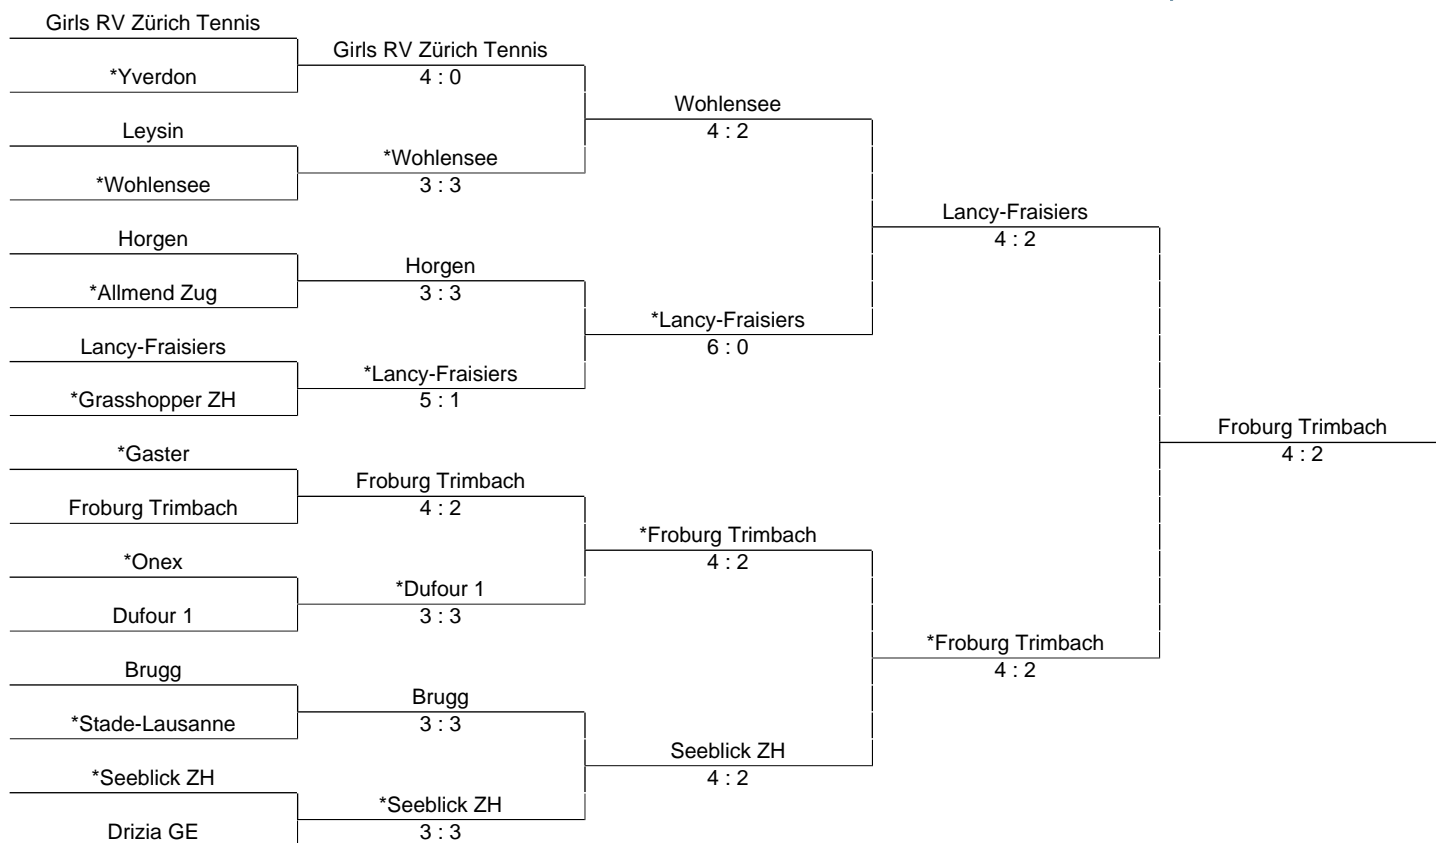 Girls RV Zürich Tennis
*Yverdon
Leysin
*Wohlensee
Horgen
*Allmend Zug
Lancy-Fraisiers
*Grasshopper ZH
*Gaster
Froburg Trimbach
*Onex
Dufour 1
Brugg
*Stade-Lausanne
*Seeblick ZH
Drizia GE
Girls RV Zürich Tennis
4 : 0
*Wohlensee
3 : 3
Horgen
3 : 3
*Lancy-Fraisiers
5 : 1
Froburg Trimbach
4 : 2
*Dufour 1
3 : 3
Brugg
3 : 3
*Seeblick ZH
3 : 3
Wohlensee
4 : 2
*Lancy-Fraisiers
6 : 0
*Froburg Trimbach
4 : 2
Seeblick ZH
4 : 2
Lancy-Fraisiers
4 : 2
*Froburg Trimbach
4 : 2
Froburg Trimbach
4 : 2